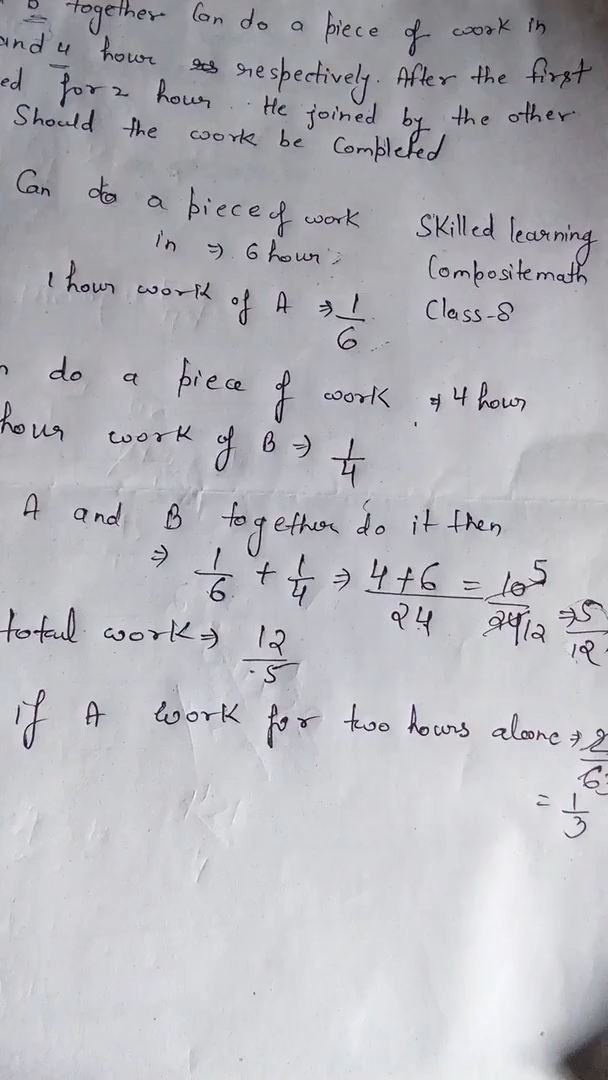 B together Can do a piece of work in
and 4 hour respectively. After the first
ed for 2 hour. He joined by the other.
Should the work be Completed
Can do a piece of work
in ⇒ 6 hour
Skilled learning
Composite math
Class-8
1 hour work of A ⇒ 1/6
do a piece of work ⇒ 4 hour
hour work of B ⇒ 1/4
A and B together do it then
⇒ 1/6 + 1/4 ⇒ 4+6/24 = 10/24 5/12 ⇒ 5/12
total work ⇒ 12/5
if A work for two hours alone ⇒ 2/6
= 1/3